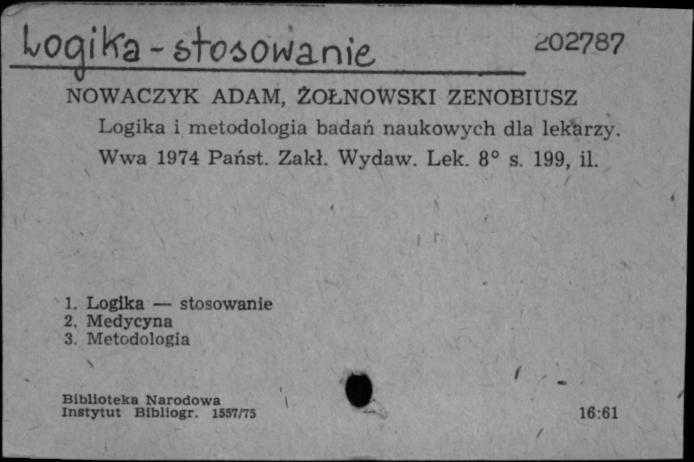 Logika - stosowanie 202787
NOWACZYK ADAM, ŻOŁNOWSKI ZENOBIUSZ
Logika i metodologia badań naukowych dla lekarzy.
Wwa 1974 Państ. Zakł. Wydaw. Lek. 8° s. 199, il.
1. Logika — stosowanie
2. Medycyna
3. Metodologia
Biblioteka Narodowa
Instytut Bibliogr. 1557/75 16:61